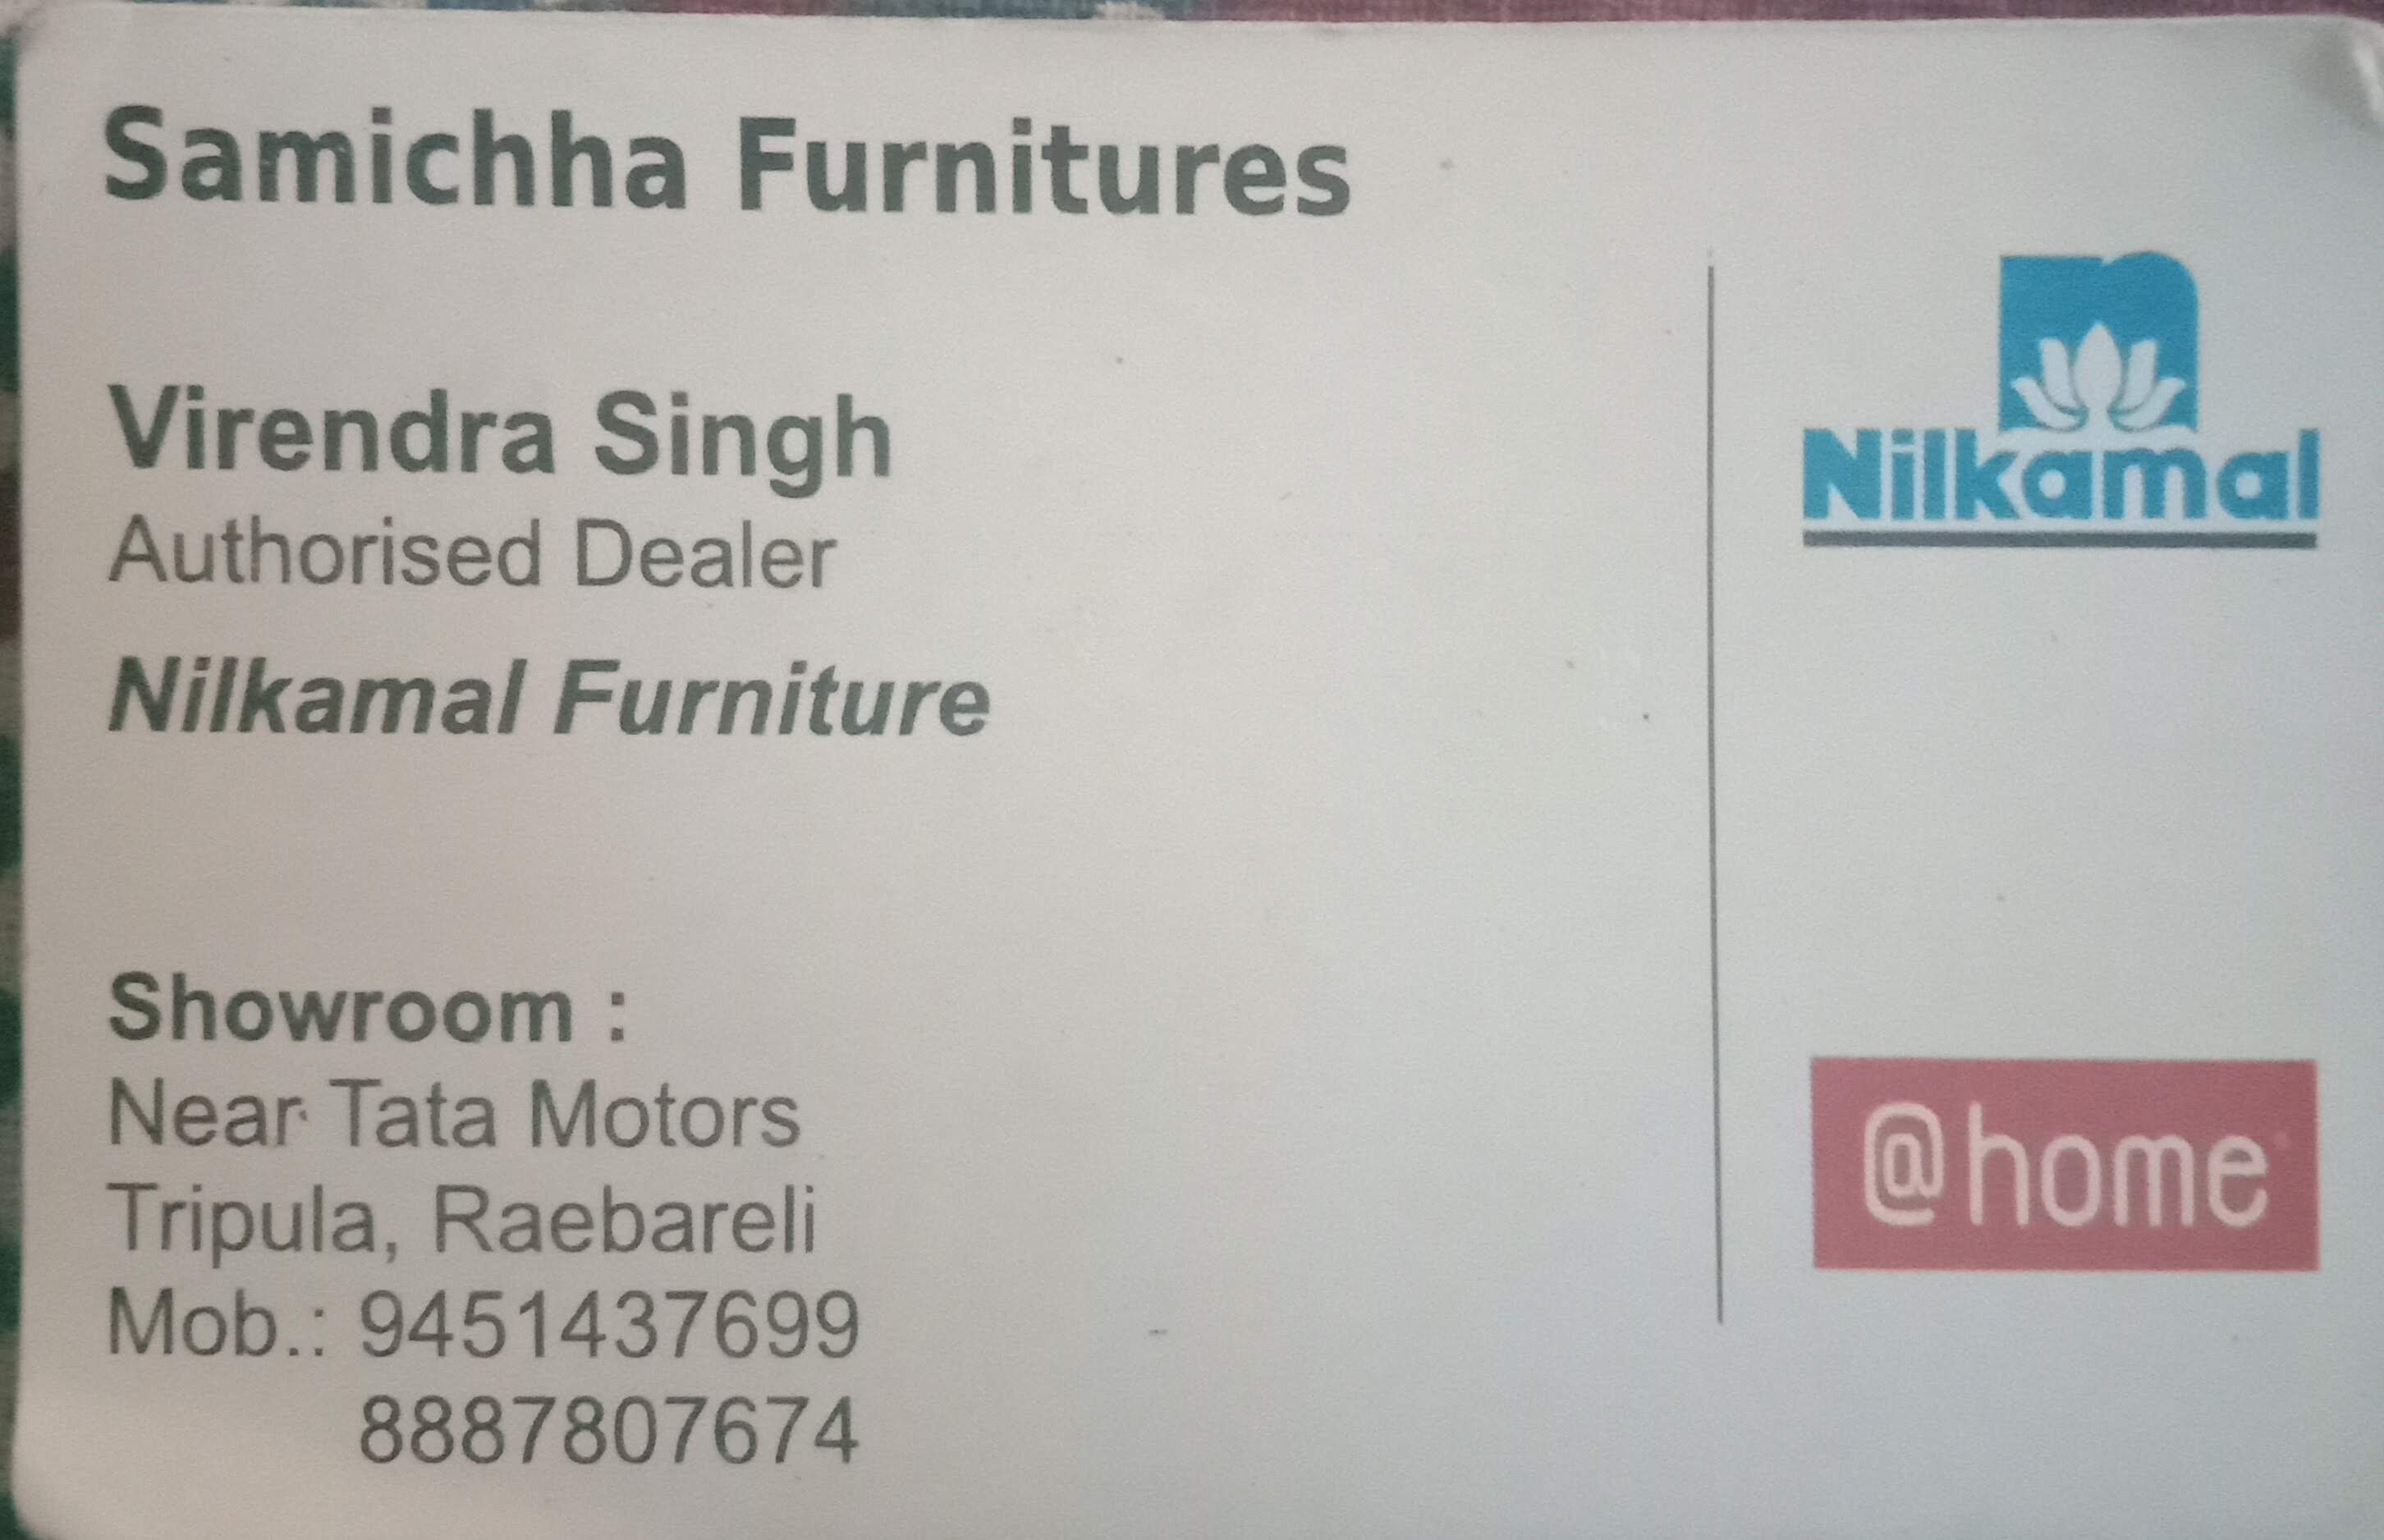 Samichha Furnitures
Virendra Singh
Authorised Dealer
Nilkamal Furniture
Showroom :
Near Tata Motors
Tripula, Raebareli
Mob.: 9451437699
8887807674
Nilkamal
@home